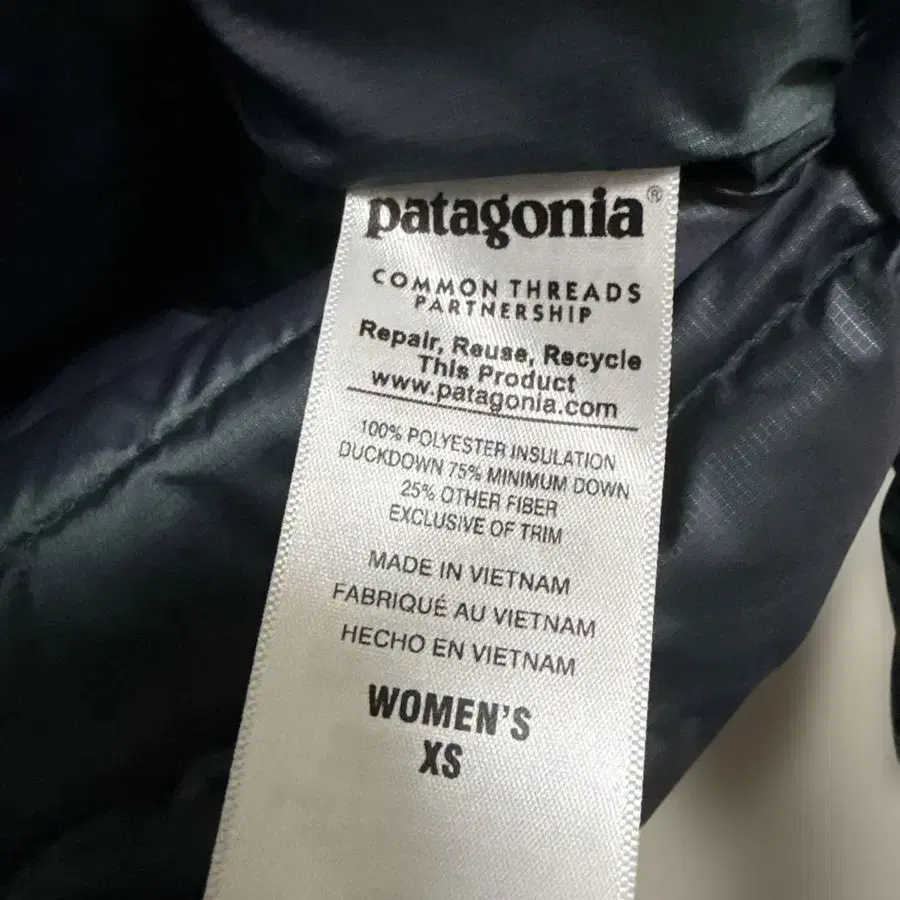 patagonia®
COMMON THREADS
PARTNERSHIP
Repair, Reuse, Recycle
This Product
www.patagonia.com
100% POLYESTER INSULATION
DUCKDOWN 75% MINIMUM DOWN
25% OTHER FIBER
EXCLUSIVE OF TRIM
MADE IN VIETNAM
FABRIQUÉ AU VIETNAM
HECHO EN VIETNAM
WOMEN'S
XS